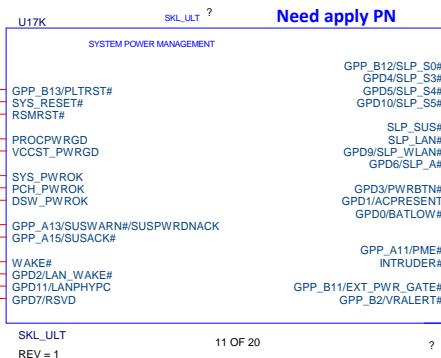 U17K
SKL_ULT
?
Need apply PN
SYSTEM POWER MANAGEMENT
GPP_B13/PLTRST#
SYS_RESET#
RSMRST#
PROCPWRGD
VCCST_PWRGD
SYS_PWROK
PCH_PWROK
DSW_PWROK
GPP_A13/SUSWARN#/SUSPWRDNACK
GPP_A15/SUSACK#
WAKE#
GPD2/LAN_WAKE#
GPD11/LANPHYPC
GPD7/RSVD
GPP_B12/SLP_S0#
GPD4/SLP_S3#
GPD5/SLP_S4#
GPD10/SLP_S5#
SLP_SUS#
SLP_LAN#
GPD9/SLP_WLAN#
GPD6/SLP_A#
GPD3/PWRBTN#
GPD1/ACPRESENT
GPD0/BATLOW#
GPP_A11/PME#
INTRUDER#
GPP_B11/EXT_PWR_GATE#
GPP_B2/VRALERT#
SKL_ULT
REV = 1
11 OF 20
?